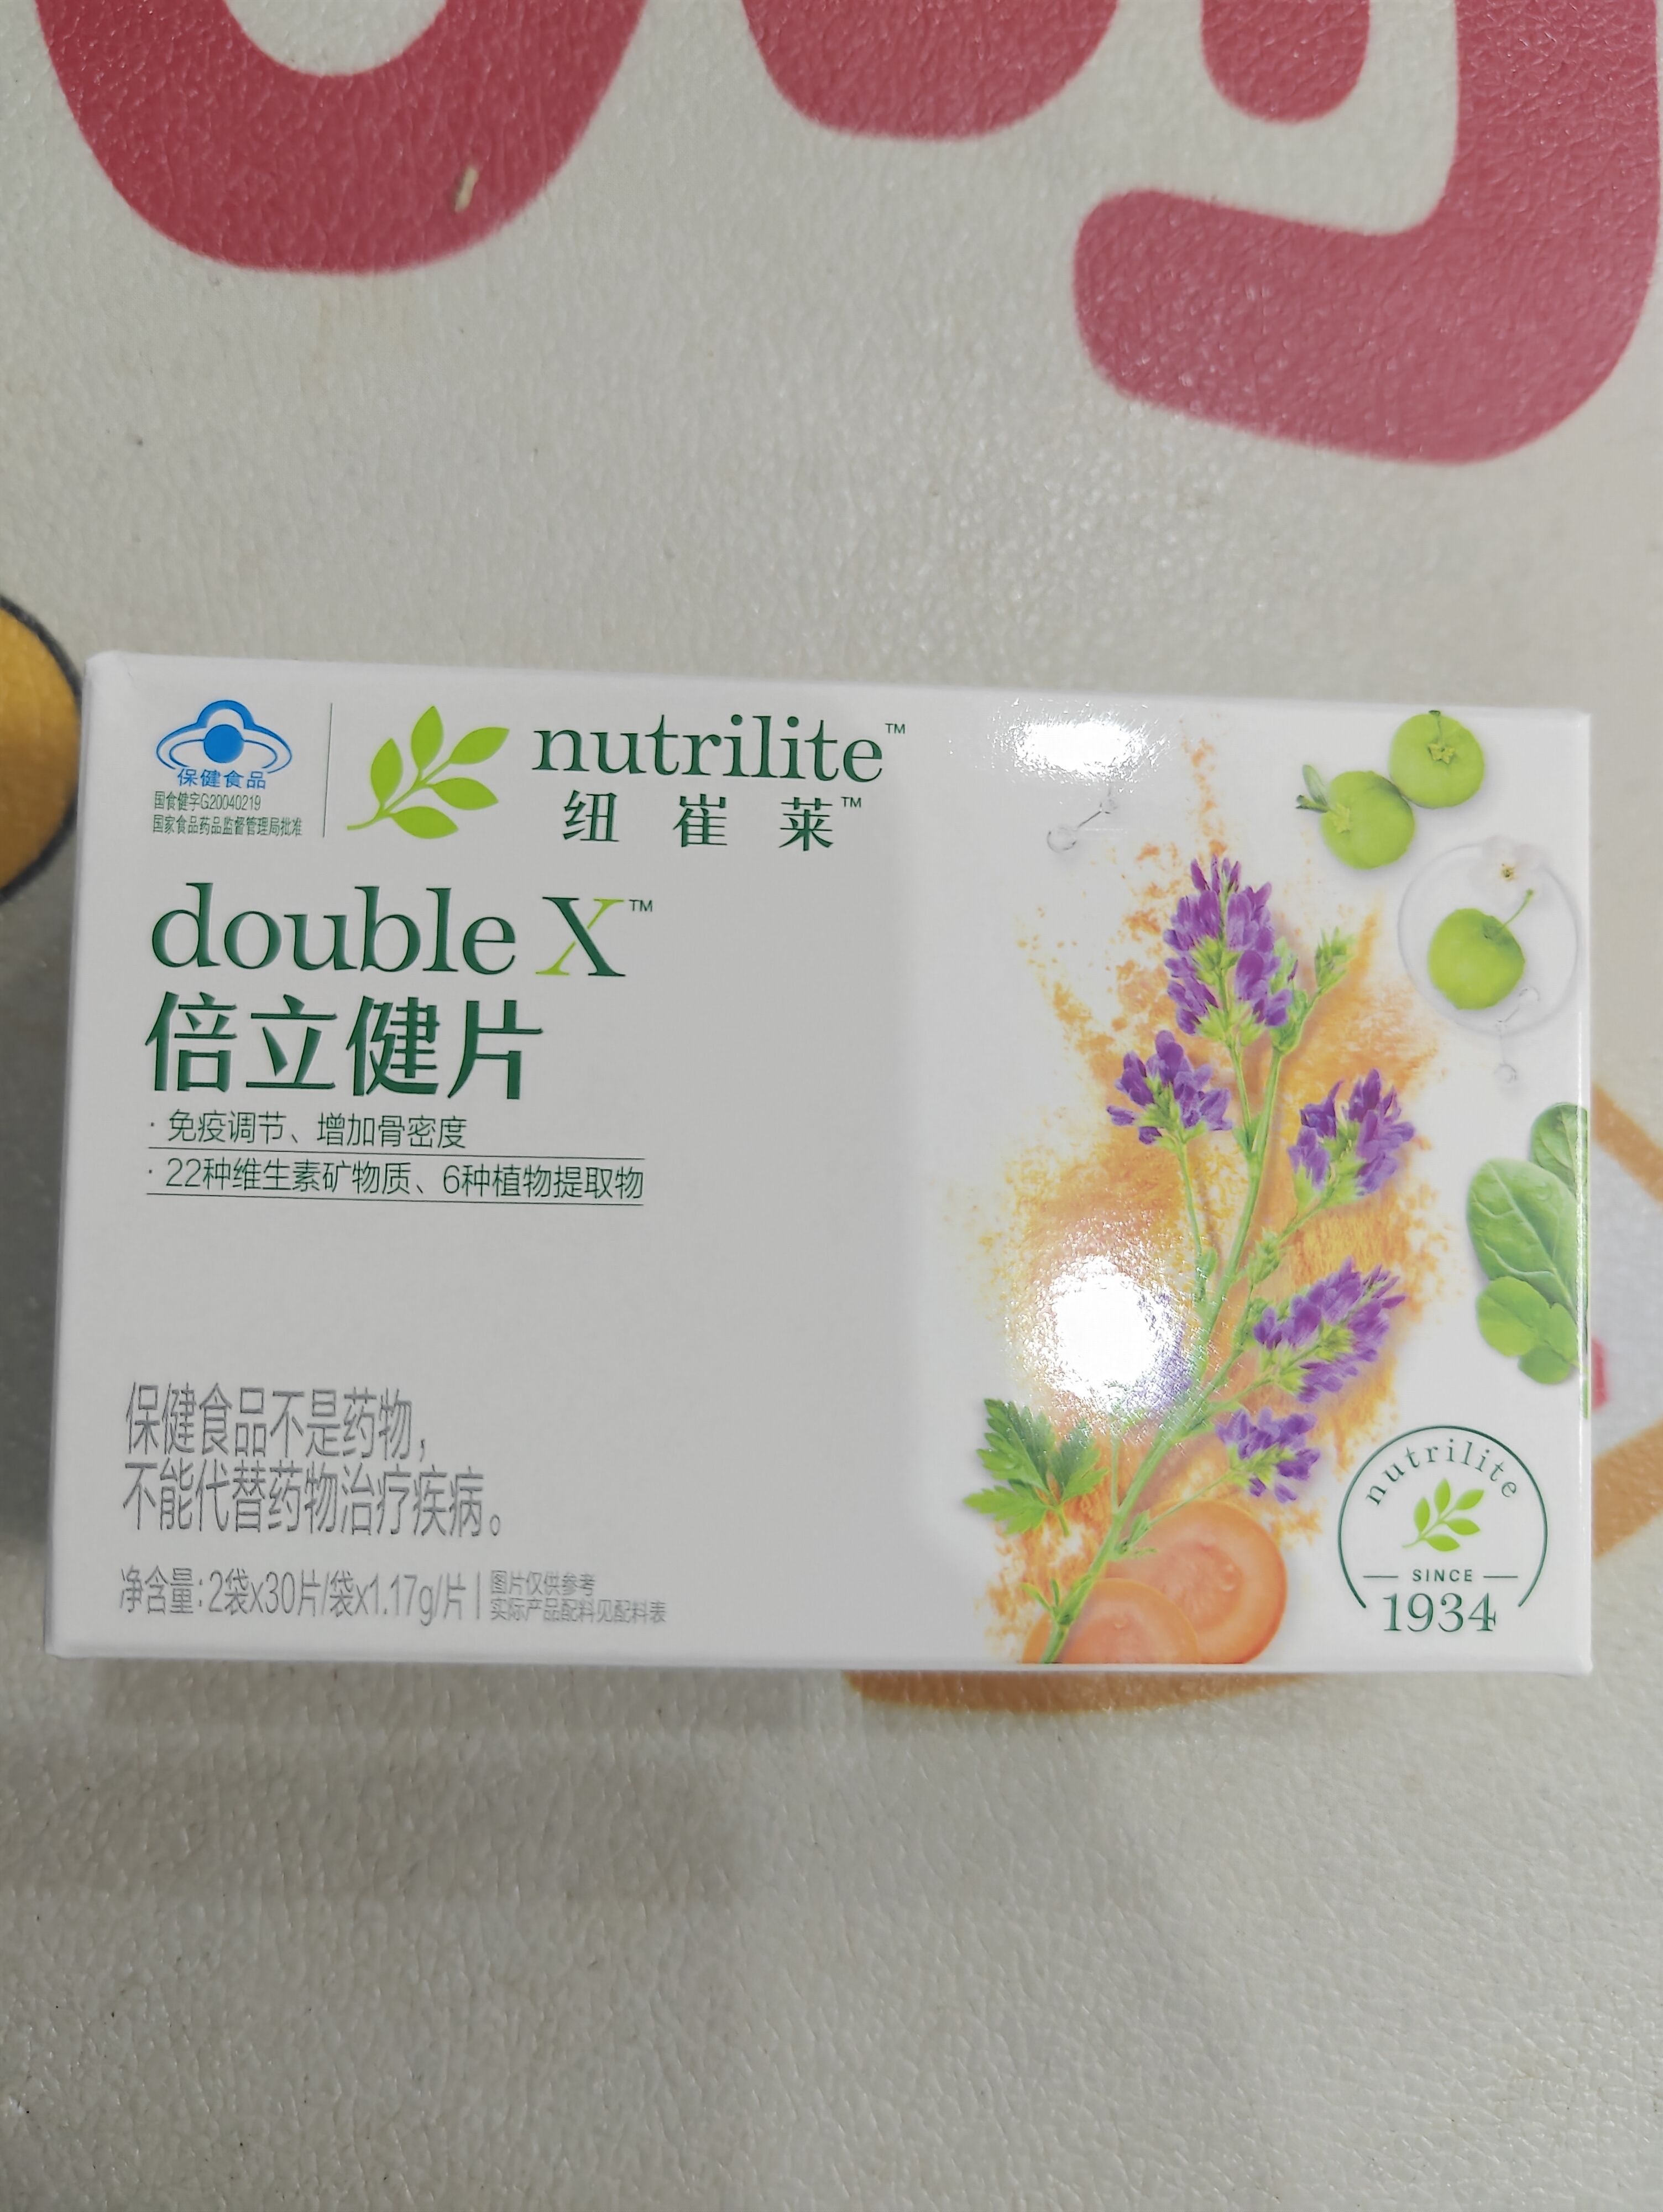 保健食品
国食健字G20040219
国家食品药品监督管理局批准
nutrilite™
纽崔莱™
double X™
倍立健片
· 免疫调节、增加骨密度
· 22种维生素矿物质、6种植物提取物
保健食品不是药物，
不能代替药物治疗疾病。
净含量：2袋x30片/袋x1.17g/片
图片仅供参考
实际产品配料见配料表
nutrilite
SINCE
1934